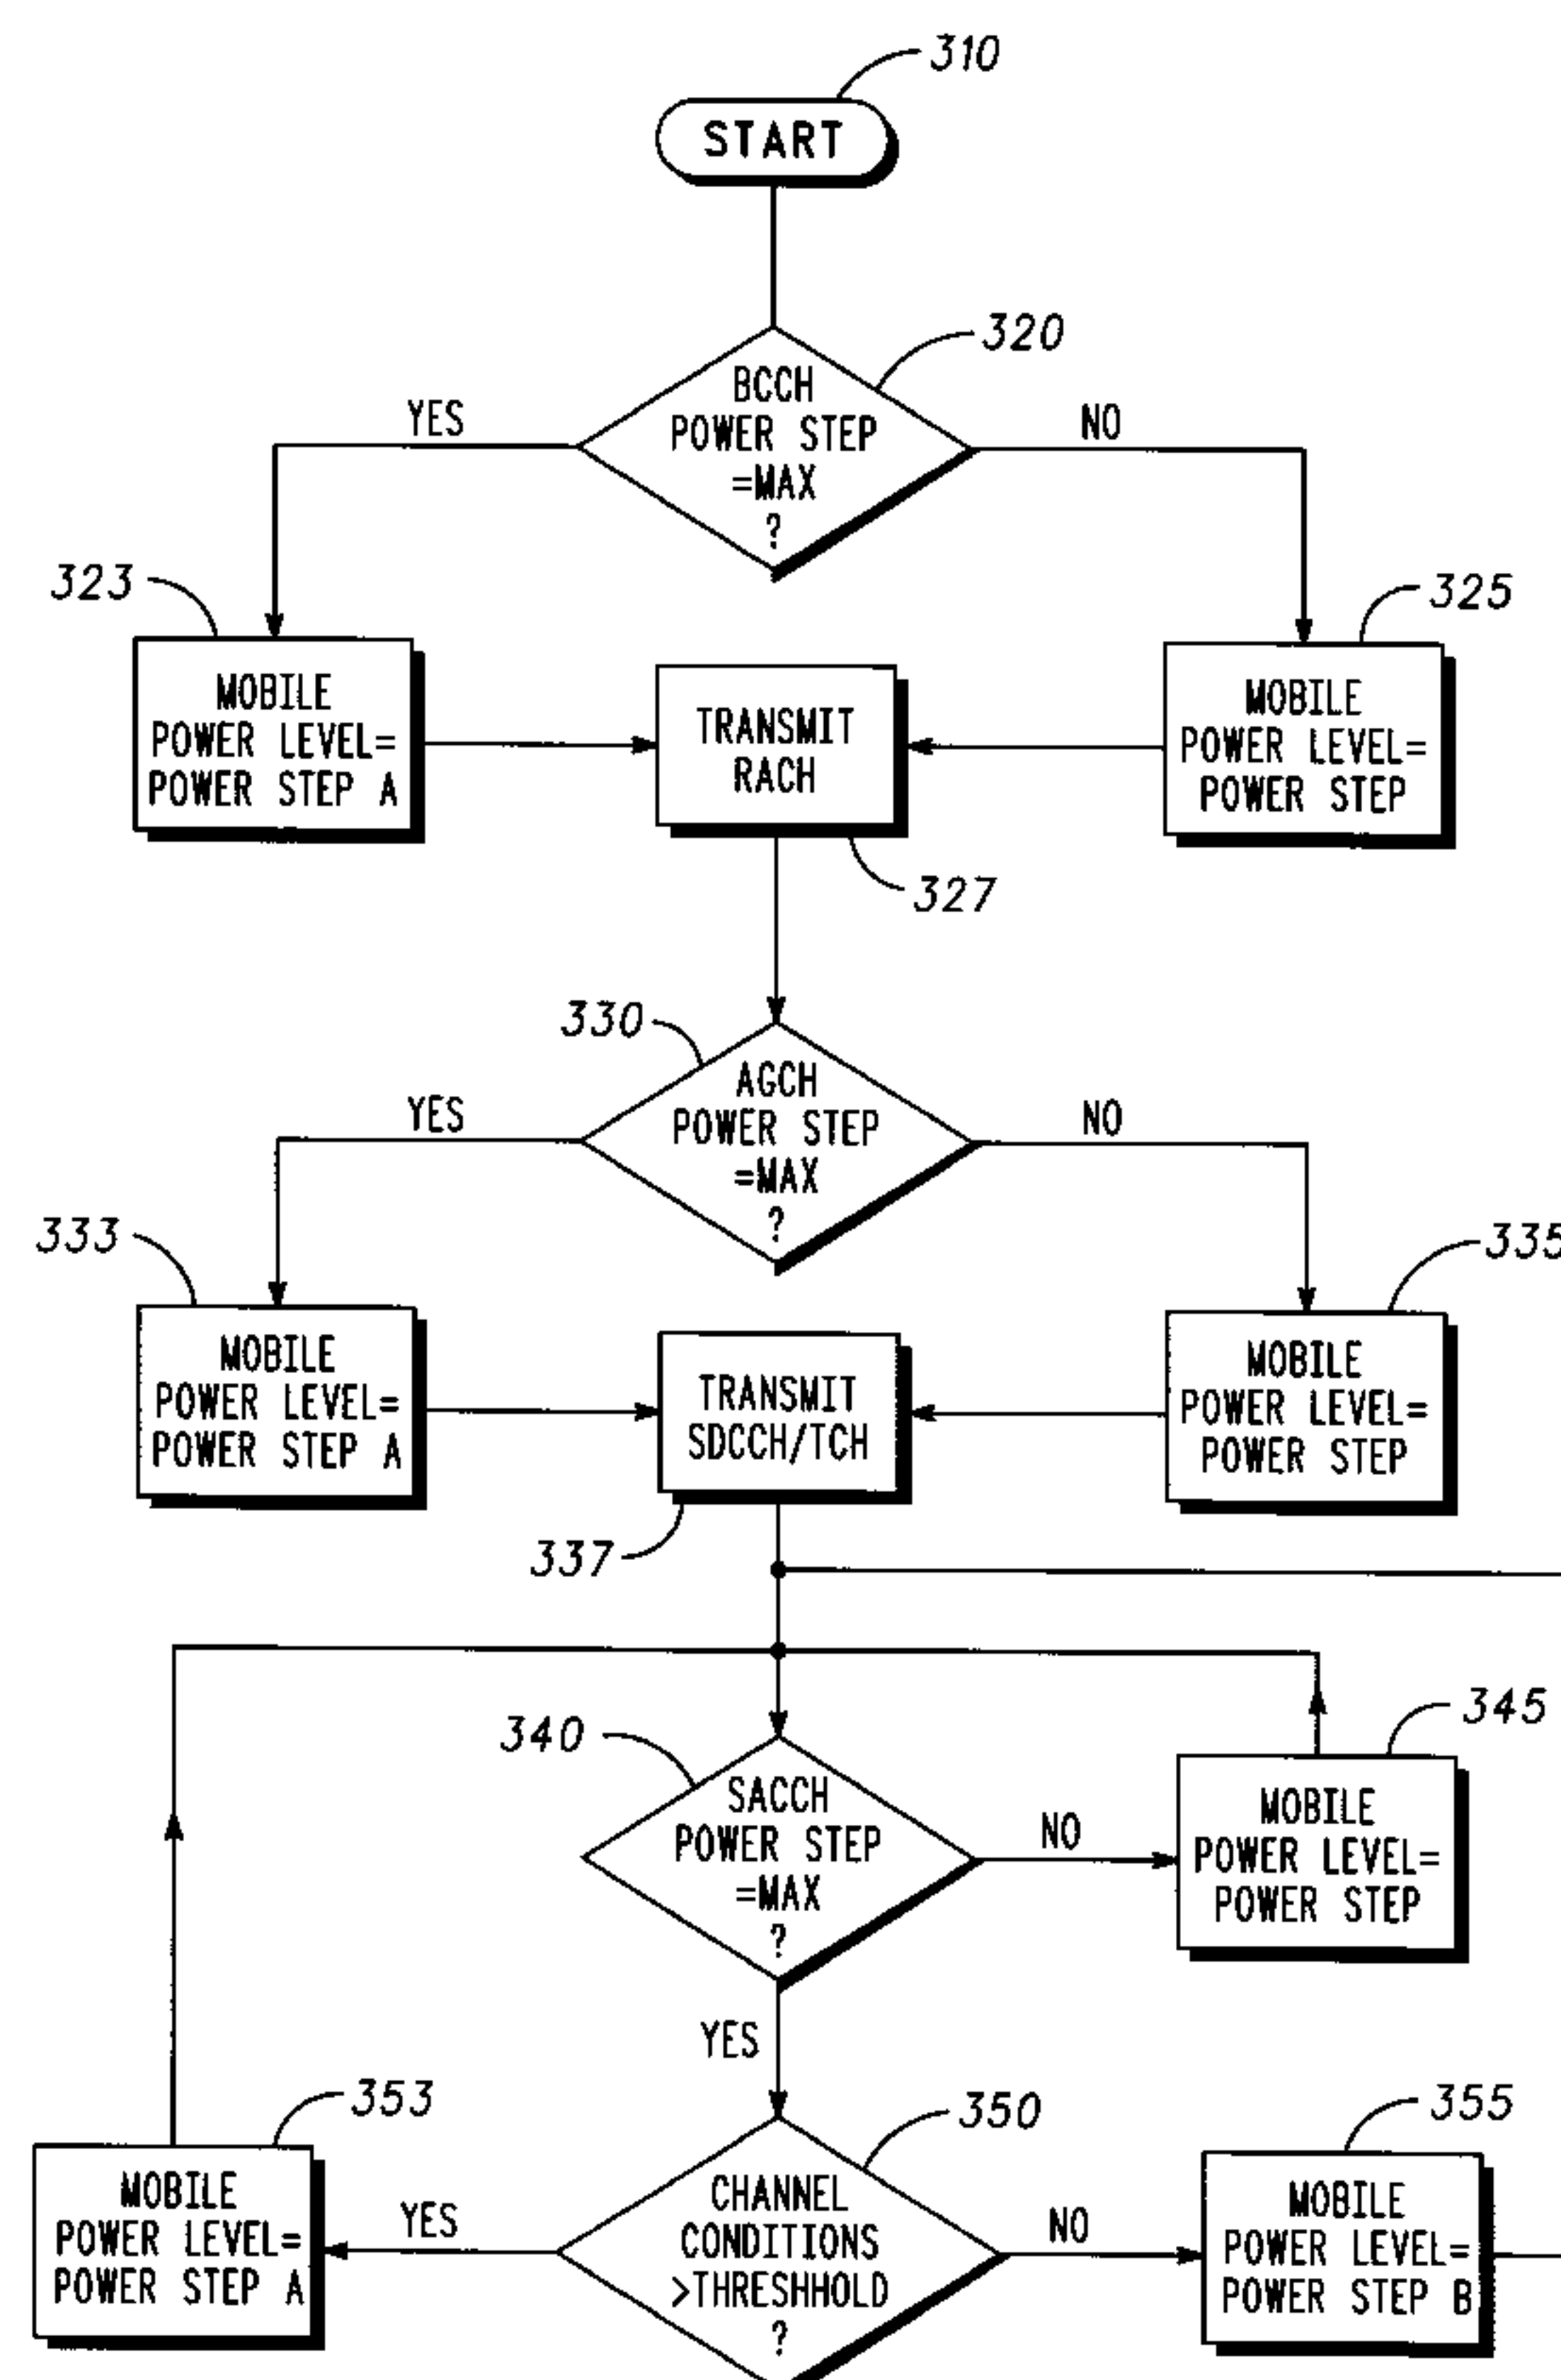 310
START
320
BCCH
POWER STEP
=MAX
?
YES
NO
323
325
MOBILE
POWER LEVEL=
POWER STEP A
TRANSMIT
RACH
MOBILE
POWER LEVEL=
POWER STEP
327
330
AGCH
POWER STEP
=MAX
?
YES
NO
333
335
MOBILE
POWER LEVEL=
POWER STEP A
TRANSMIT
SDCCH/TCH
MOBILE
POWER LEVEL=
POWER STEP
337
340
345
SACCH
POWER STEP
=MAX
?
NO
MOBILE
POWER LEVEL=
POWER STEP
YES
353
350
355
MOBILE
POWER LEVEL=
POWER STEP A
YES
CHANNEL
CONDITIONS
>THRESHHOLD
?
NO
MOBILE
POWER LEVEL=
POWER STEP B